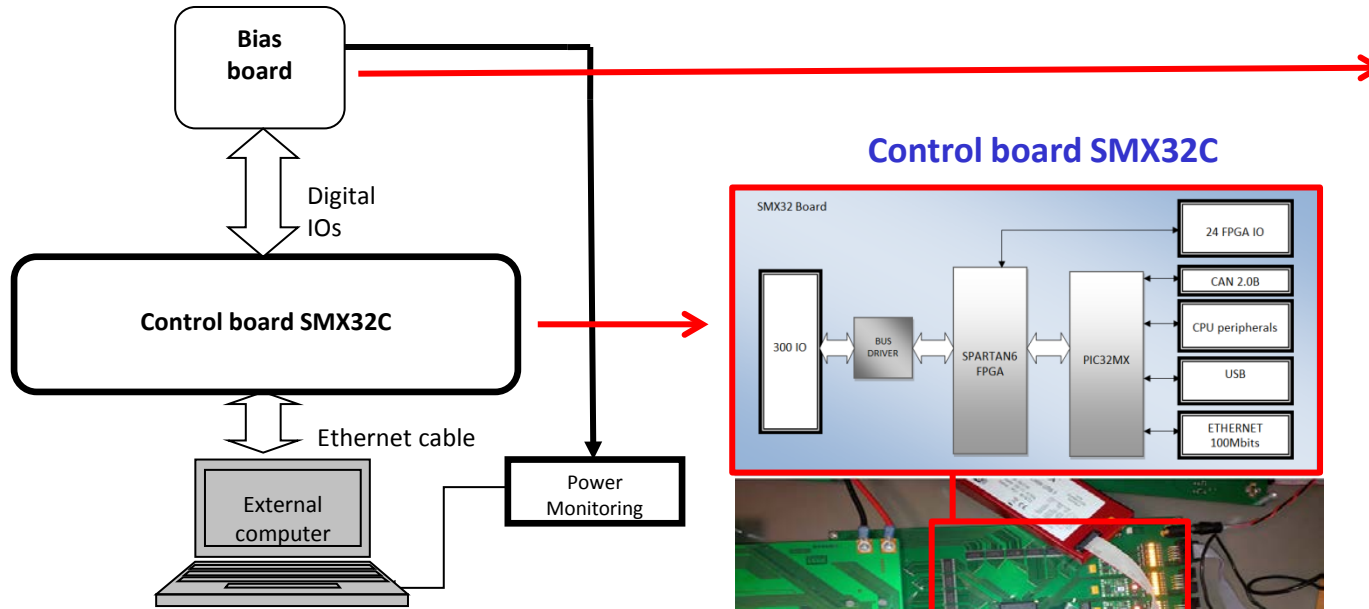 Bias
board
Digital
IOs
Control board SMX32C
Ethernet cable
External
computer
Power
Monitoring
Control board SMX32C
SMX32 Board
300 IO
BUS
DRIVER
SPARTAN6
FPGA
PIC32MX
24 FPGA IO
CAN 2.0B
CPU peripherals
USB
ETHERNET
100Mbits